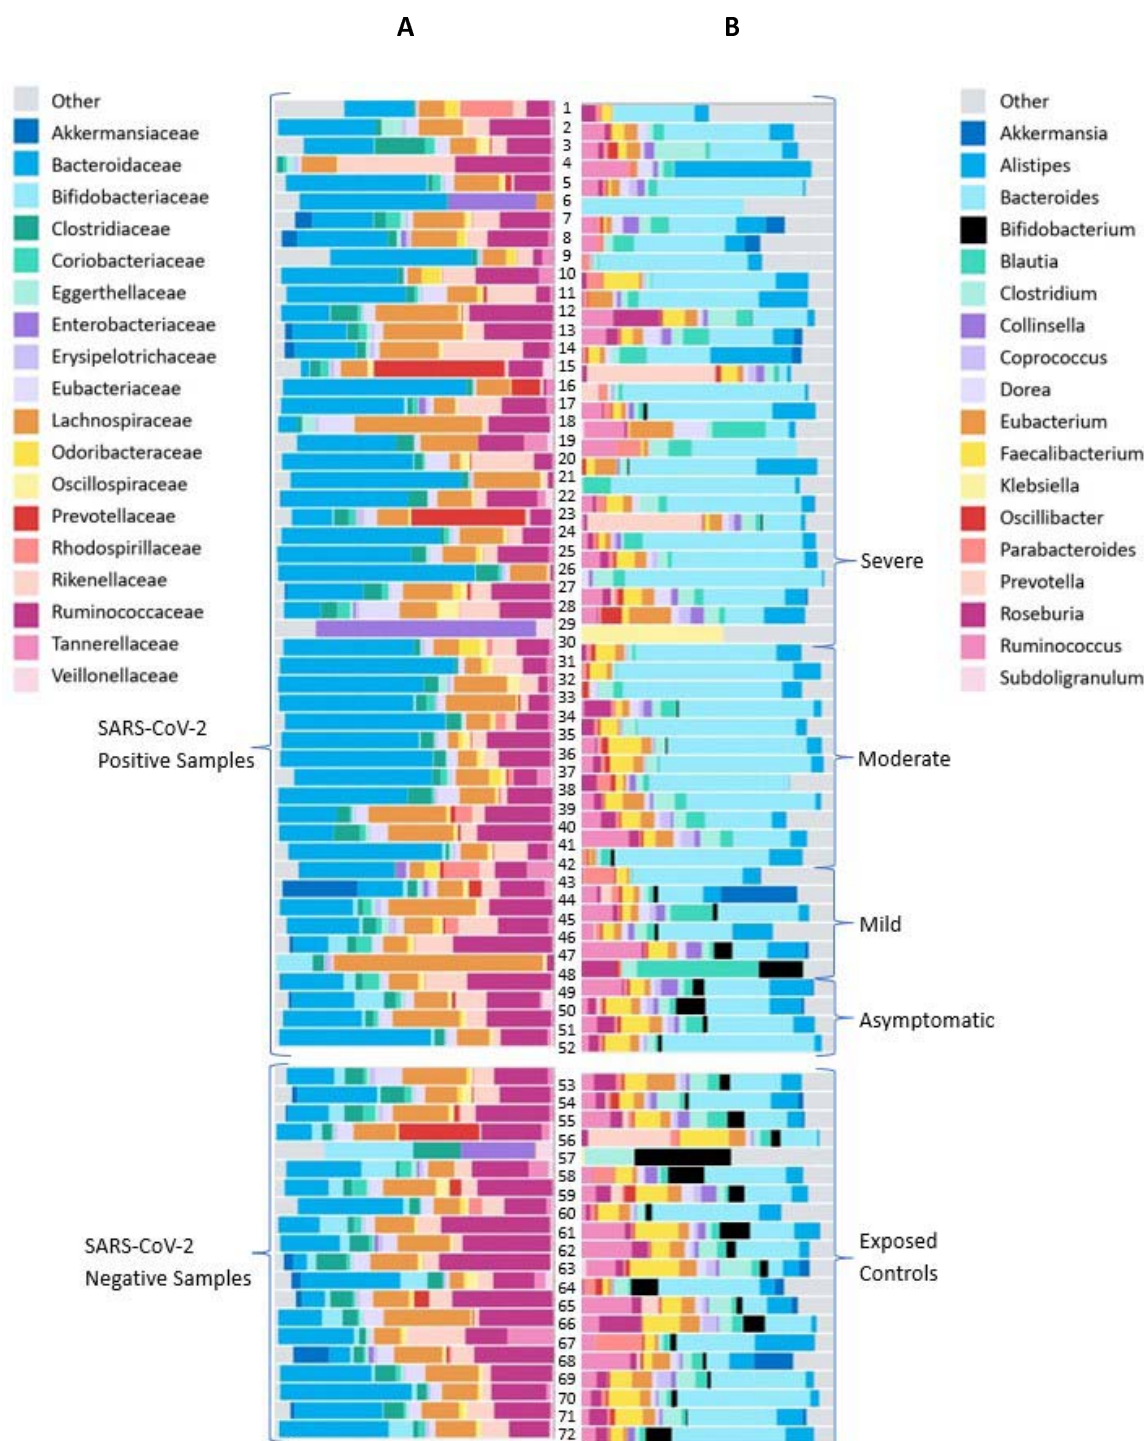 A
B
Other
Akkermansiaceae
Bacteroidaceae
Bifidobacteriaceae
Clostridiaceae
Coriobacteriaceae
Eggerthellaceae
Enterobacteriaceae
Erysipelotrichaceae
Eubacteriaceae
Lachnospiraceae
Odoribacteraceae
Oscillospiraceae
Prevotellaceae
Rhodospirillaceae
Rikenellaceae
Ruminococcaceae
Tannerellaceae
Veillonellaceae
SARS-CoV-2
Positive Samples
SARS-CoV-2
Negative Samples
1
2
3
4
5
6
7
8
9
10
11
12
13
14
15
16
17
18
19
20
21
22
23
24
25
26
27
28
29
30
31
32
33
34
35
36
37
38
39
40
41
42
43
44
45
46
47
48
49
50
51
52
53
54
55
56
57
58
59
60
61
62
63
64
65
66
67
68
69
70
71
72
Severe
Moderate
Mild
Asymptomatic
Exposed
Controls
Other
Akkermansia
Alistipes
Bacteroides
Bifidobacterium
Blautia
Clostridium
Collinsella
Coprococcus
Dorea
Eubacterium
Faecalibacterium
Klebsiella
Oscillibacter
Parabacteroides
Prevotella
Roseburia
Ruminococcus
Subdoligranulum